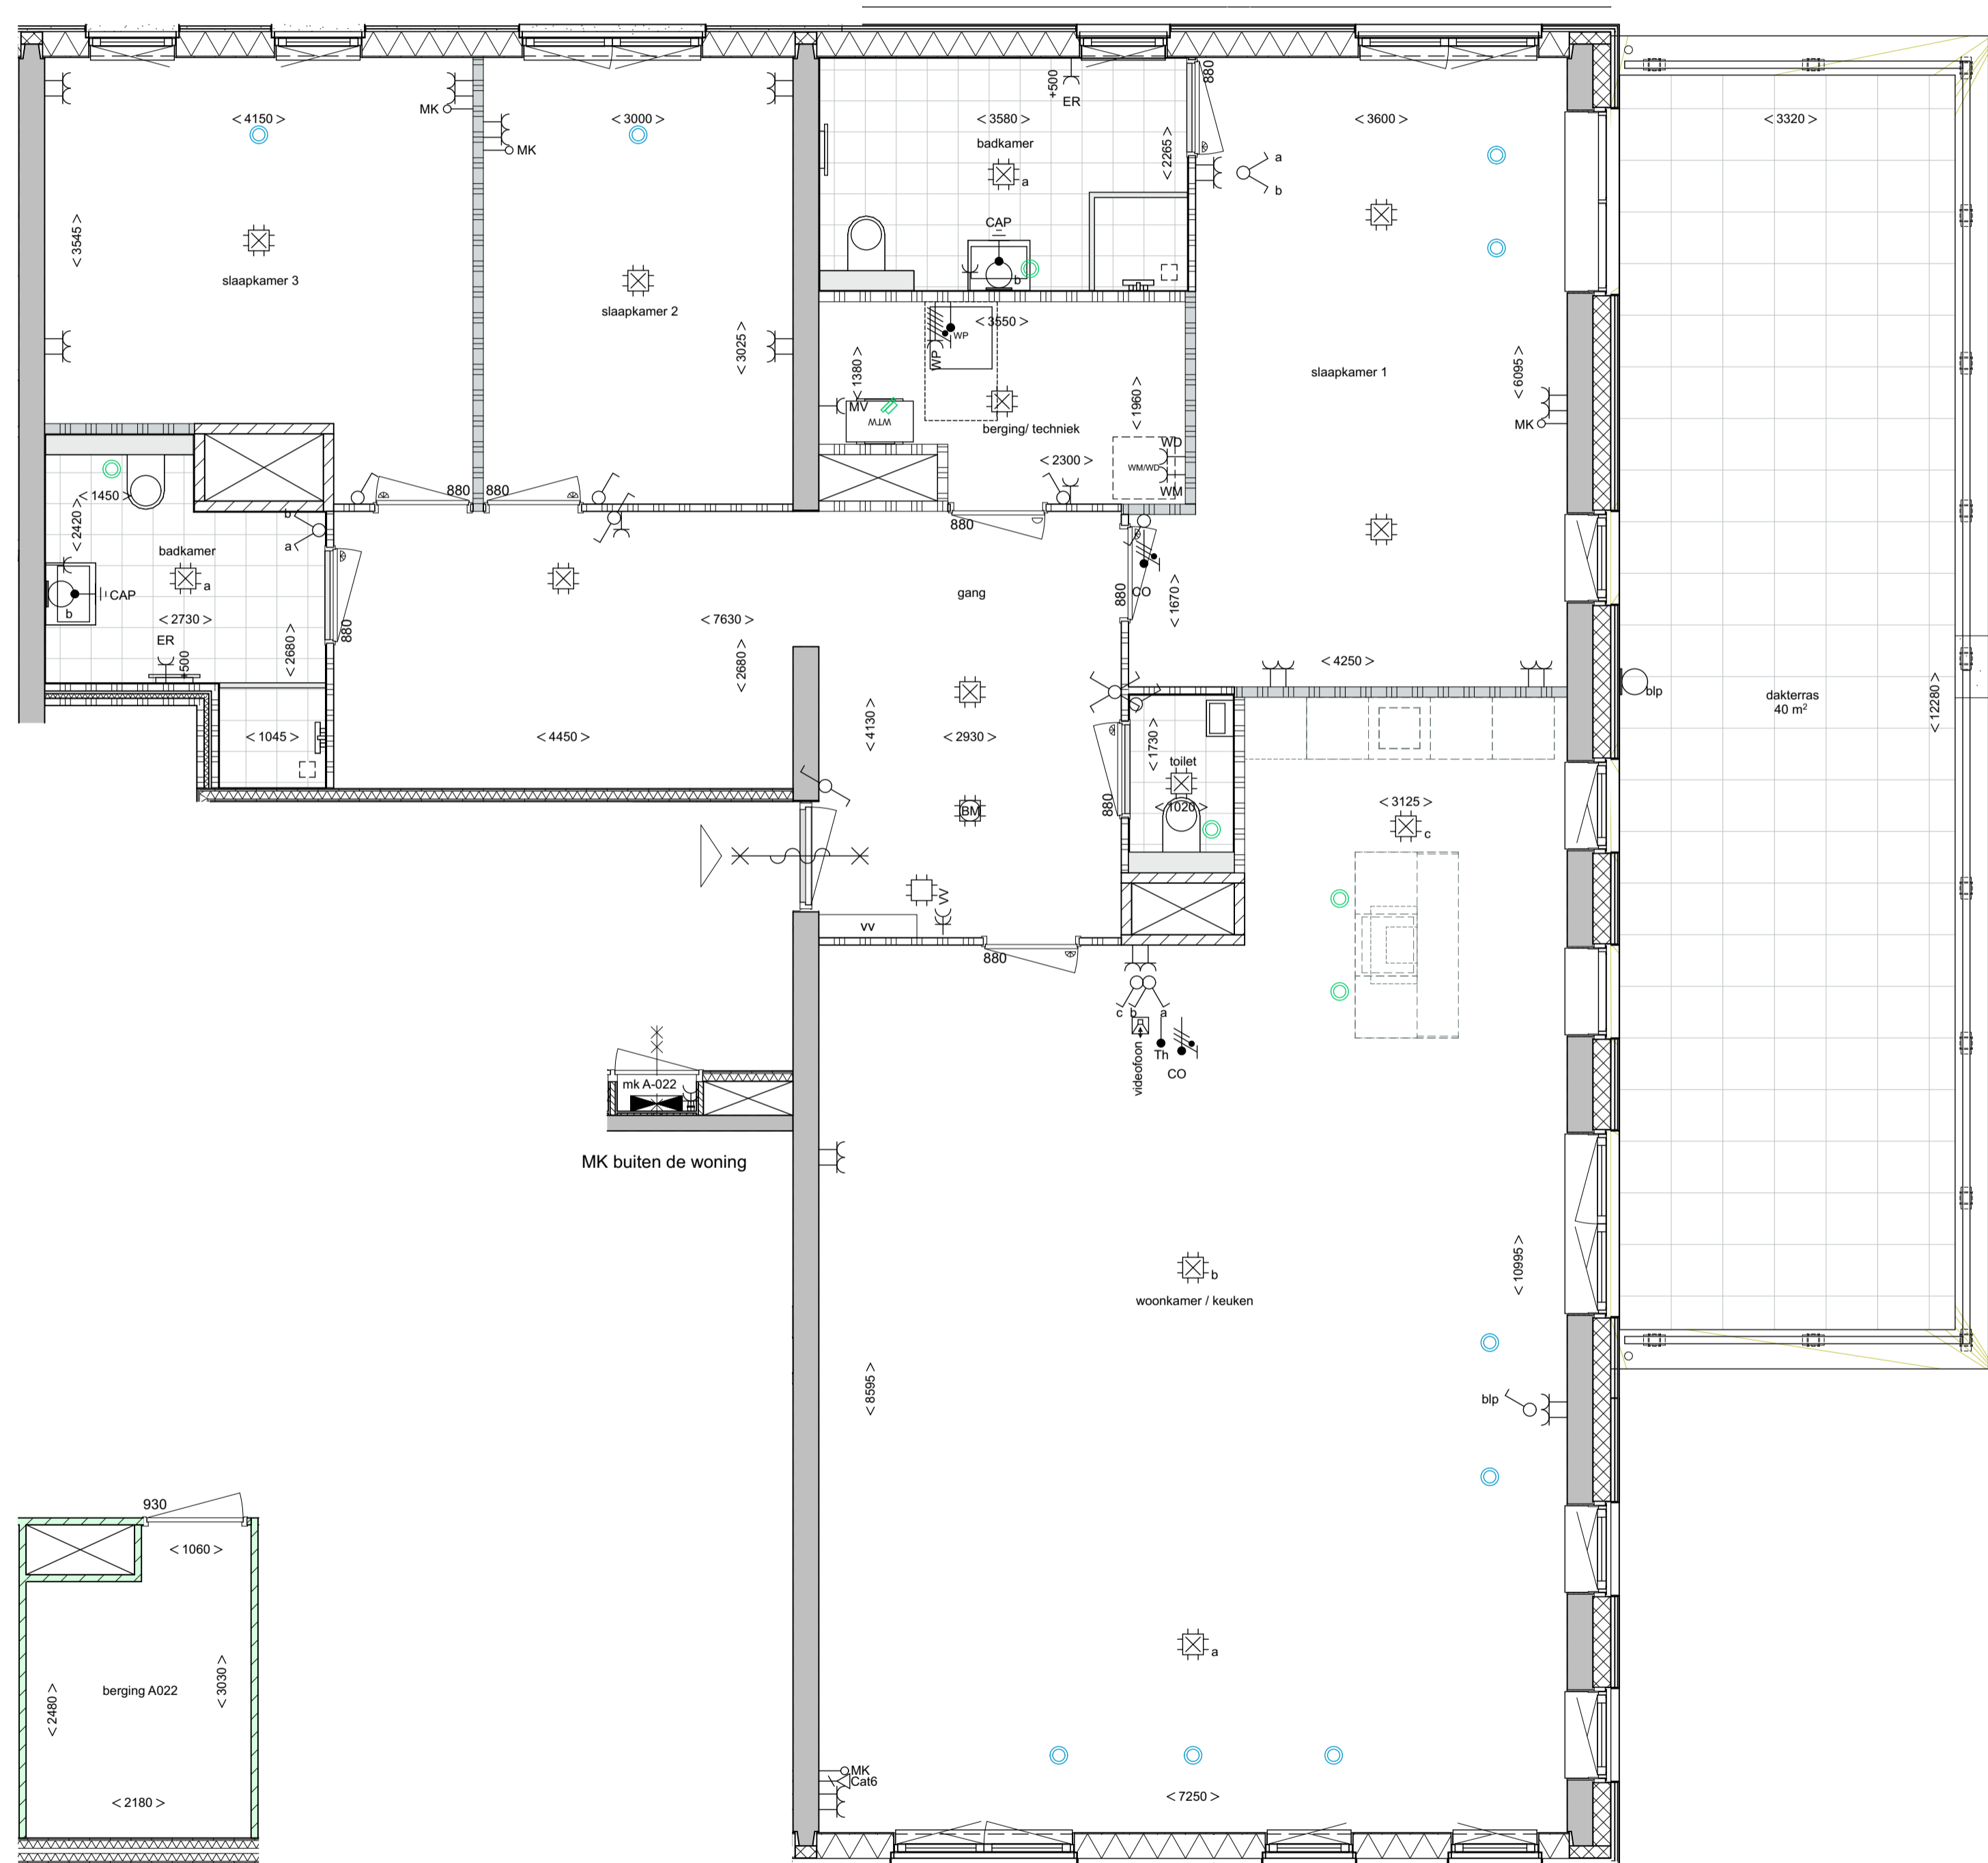 <4150>
MK
MK
<3000>
<3545>
slaapkamer 3
slaapkamer 2
<3025>
880
880
+500
ER
<3580>
badkamer
a
<2265>
880
CAP
b
a
b
<3600>
<3320>
<3550>
WP
WP
<1380>
MV
WTW
berging/ techniek
<1960>
<2300>
WD
WM/WD
WM
880
slaapkamer 1
<6095>
MK
<1450>
<2420>
b
a
badkamer
a
CAP
b
<2730>
ER
+500
<2680>
880
<1045>
<4450>
<7630>
<2680>
gang
880
CO
<1670>
<4250>
<4130>
<2930>
BM
880
<1730>
toilet
<1020>
<3125>
c
blp
dakterras
40 m²
<12280>
VV
VV
880
c b a
videofoon
Th
CO
mk A-022
MK buiten de woning
b
woonkamer / keuken
<10995>
<8595>
blp
a
MK
Cat6
<7250>
930
<1060>
berging A022
<3030>
<2480>
<2180>